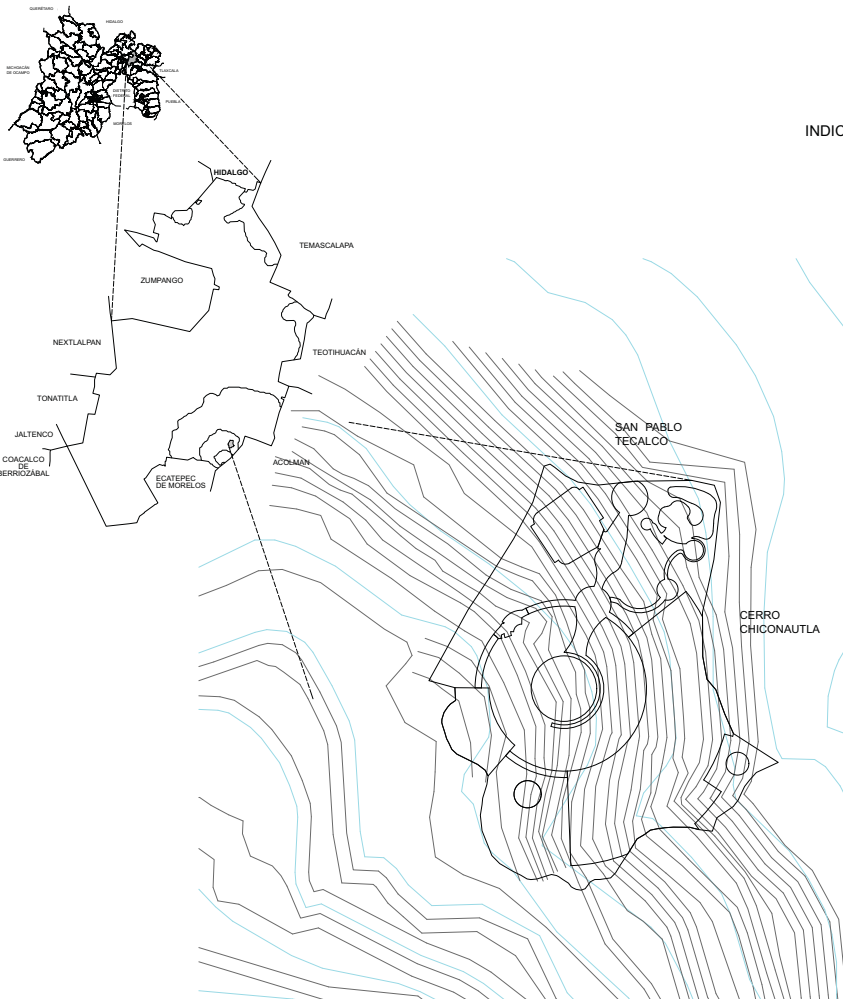 QUERÉTARO
HIDALGO
MICHOACÁN
DE OCAMPO
TLAXCALA
DISTRITO
FEDERAL
PUEBLA
MORELOS
GUERRERO
INDIC
HIDALGO
TEMASCALAPA
ZUMPANGO
NEXTLALPAN
TEOTIHUACÁN
TONATITLA
JALTENCO
COACALCO
DE
BERRIOZÁBAL
ACOLMAN
ECATEPEC
DE MORELOS
SAN PABLO
TECALCO
CERRO
CHICONAUTLA